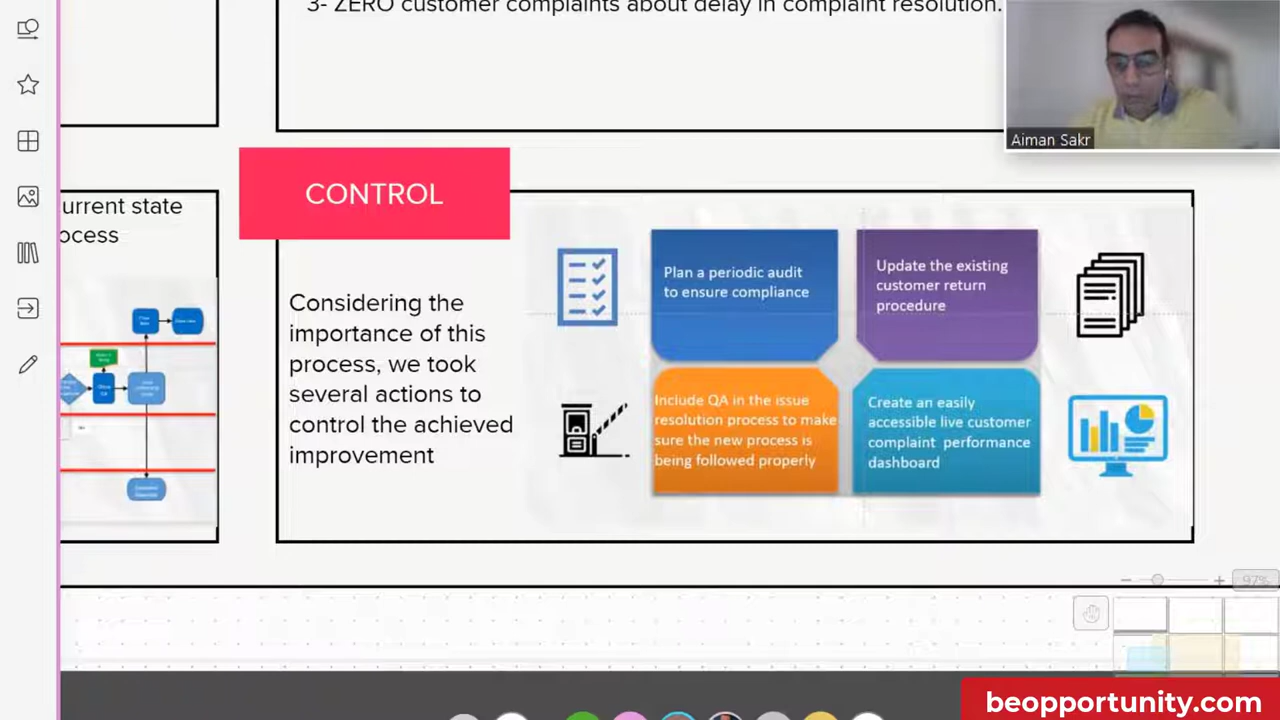 3- ZERO customer complaints about delay in complaint resolution.
Aiman Sakr
CONTROL
urrent state
ocess
Considering the
importance of this
process, we took
several actions to
control the achieved
improvement
Plan a periodic audit
to ensure compliance
Update the existing
customer return
procedure
Include QA in the issue
resolution process to make
sure the new process is
being followed properly
Create an easily
accessible live customer
complaint performance
dashboard
97%
beopportunity.com